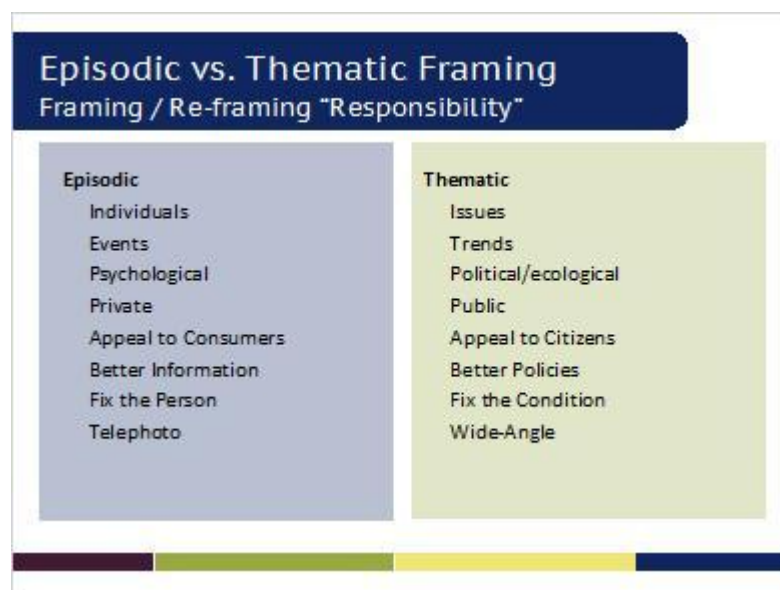 Episodic vs. Thematic Framing
Framing / Re-framing "Responsibility"
Episodic
Individuals
Events
Psychological
Private
Appeal to Consumers
Better Information
Fix the Person
Telephoto
Thematic
Issues
Trends
Political/ecological
Public
Appeal to Citizens
Better Policies
Fix the Condition
Wide-Angle